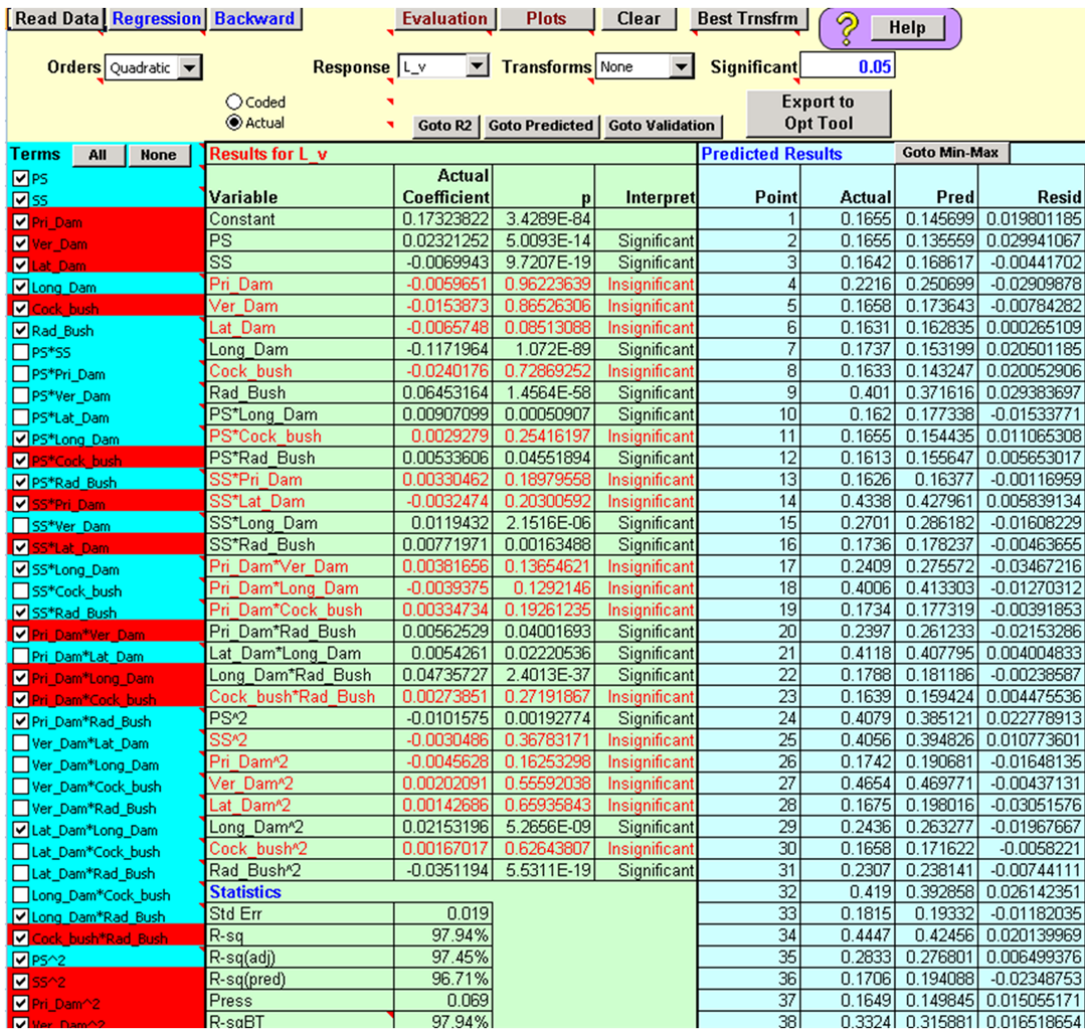 Read Data Regression Backward Evaluation Plots Clear Best Trnsfrm ? Help
Orders Quadratic Response L_v Transforms None Significant 0.05
Coded
Actual Goto R2 Goto Predicted Goto Validation Export to Opt Tool
Terms All None Results for L_v Predicted Results Goto Min-Max
PS
SS
Pri_Dam
Ver_Dam
Lat_Dam
Long_Dam
Cock_bush
Rad_Bush
PS*SS
PS*Pri_Dam
PS*Ver_Dam
PS*Lat_Dam
PS*Long_Dam
PS*Cock_bush
PS*Rad_Bush
SS*Pri_Dam
SS*Ver_Dam
SS*Lat_Dam
SS*Long_Dam
SS*Cock_bush
SS*Rad_Bush
Pri_Dam*Ver_Dam
Pri_Dam*Lat_Dam
Pri_Dam*Long_Dam
Pri_Dam*Cock_bush
Pri_Dam*Rad_Bush
Ver_Dam*Lat_Dam
Ver_Dam*Long_Dam
Ver_Dam*Cock_bush
Ver_Dam*Rad_Bush
Lat_Dam*Long_Dam
Lat_Dam*Cock_bush
Lat_Dam*Rad_Bush
Long_Dam*Cock_bush
Long_Dam*Rad_Bush
Cock_bush*Rad_Bush
PS^2
SS^2
Pri_Dam^2
Ver_Dam^2
Variable Actual Coefficient p Interpret
Constant 0.17323822 3.4289E-84
PS 0.02321252 5.0093E-14 Significant
SS -0.0069943 9.7207E-19 Significant
Pri_Dam -0.0059651 0.96223639 Insignificant
Ver_Dam -0.0153873 0.86526306 Insignificant
Lat_Dam -0.0065748 0.08513088 Insignificant
Long_Dam -0.1171964 1.072E-89 Significant
Cock_bush -0.0240176 0.72869252 Insignificant
Rad_Bush 0.06453164 1.4564E-58 Significant
PS*Long_Dam 0.00907099 0.00050907 Significant
PS*Cock_bush 0.0029279 0.25416197 Insignificant
PS*Rad_Bush 0.00533606 0.04551894 Significant
SS*Pri_Dam 0.00330462 0.18979558 Insignificant
SS*Lat_Dam -0.0032474 0.20300592 Insignificant
SS*Long_Dam 0.0119432 2.1516E-06 Significant
SS*Rad_Bush 0.00771971 0.00163488 Significant
Pri_Dam*Ver_Dam 0.00381656 0.13654621 Insignificant
Pri_Dam*Long_Dam -0.0039375 0.1292146 Insignificant
Pri_Dam*Cock_bush 0.00334734 0.19261235 Insignificant
Pri_Dam*Rad_Bush 0.00562529 0.04001693 Significant
Lat_Dam*Long_Dam 0.0054261 0.02220536 Significant
Long_Dam*Rad_Bush 0.04735727 2.4013E-37 Significant
Cock_bush*Rad_Bush 0.00273851 0.27191867 Insignificant
PS^2 -0.0101575 0.00192774 Significant
SS^2 -0.0030486 0.36783171 Insignificant
Pri_Dam^2 -0.0045628 0.16253298 Insignificant
Ver_Dam^2 0.00202091 0.55592038 Insignificant
Lat_Dam^2 0.00142686 0.65935843 Insignificant
Long_Dam^2 0.02153196 5.2656E-09 Significant
Cock_bush^2 0.00167017 0.62643807 Insignificant
Rad_Bush^2 -0.0351194 5.5311E-19 Significant
Statistics
Std Err 0.019
R-sq 97.94%
R-sq(adj) 97.45%
R-sq(pred) 96.71%
Press 0.069
R-sqBT 97.94%
Point Actual Pred Resid
1 0.1655 0.145699 0.019801185
2 0.1655 0.135559 0.029941067
3 0.1642 0.168617 -0.00441702
4 0.2216 0.250699 -0.02909878
5 0.1658 0.173643 -0.00784282
6 0.1631 0.162835 0.000265109
7 0.1737 0.153199 0.020501185
8 0.1633 0.143247 0.020052906
9 0.401 0.371616 0.029383697
10 0.162 0.177338 -0.01533771
11 0.1655 0.154435 0.011065308
12 0.1613 0.155647 0.005653017
13 0.1626 0.16377 -0.00116959
14 0.4338 0.427961 0.005839134
15 0.2701 0.286182 -0.01608229
16 0.1736 0.178237 -0.00463655
17 0.2409 0.275572 -0.03467216
18 0.4006 0.413303 -0.01270312
19 0.1734 0.177319 -0.00391853
20 0.2397 0.261233 -0.02153286
21 0.4118 0.407795 0.004004833
22 0.1788 0.181186 -0.00238587
23 0.1639 0.159424 0.004475536
24 0.4079 0.385121 0.022778913
25 0.4056 0.394826 0.010773601
26 0.1742 0.190681 -0.01648135
27 0.4654 0.469771 -0.00437131
28 0.1675 0.198016 -0.03051576
29 0.2436 0.263277 -0.01967667
30 0.1658 0.171622 -0.0058221
31 0.2307 0.238141 -0.00744111
32 0.419 0.392858 0.026142351
33 0.1815 0.19332 -0.01182035
34 0.4447 0.42456 0.020139969
35 0.2833 0.276801 0.006499376
36 0.1706 0.194088 -0.02348753
37 0.1649 0.149845 0.015055171
38 0.3324 0.315881 0.016518654